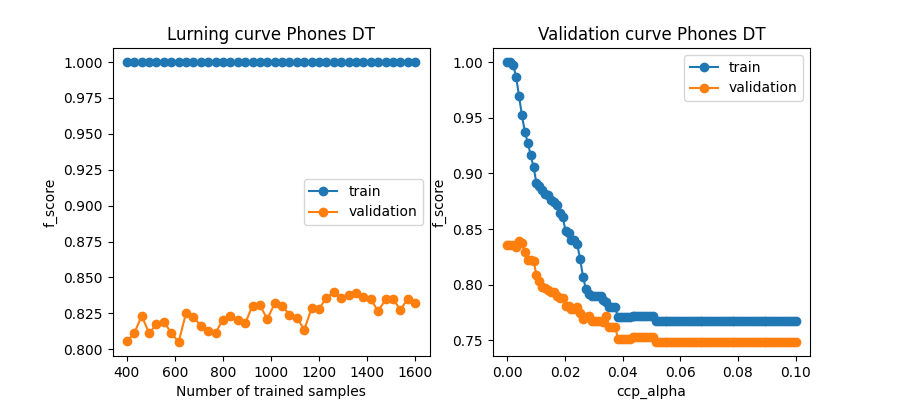 Lurning curve Phones DT
1.000
0.975
0.950
0.925
0.900
0.875
0.850
0.825
0.800
f_score
train
validation
400
600
800
1000
1200
1400
1600
Number of trained samples
Validation curve Phones DT
1.00
0.95
0.90
0.85
0.80
0.75
f_score
train
validation
0.00
0.02
0.04
0.06
0.08
0.10
ccp_alpha